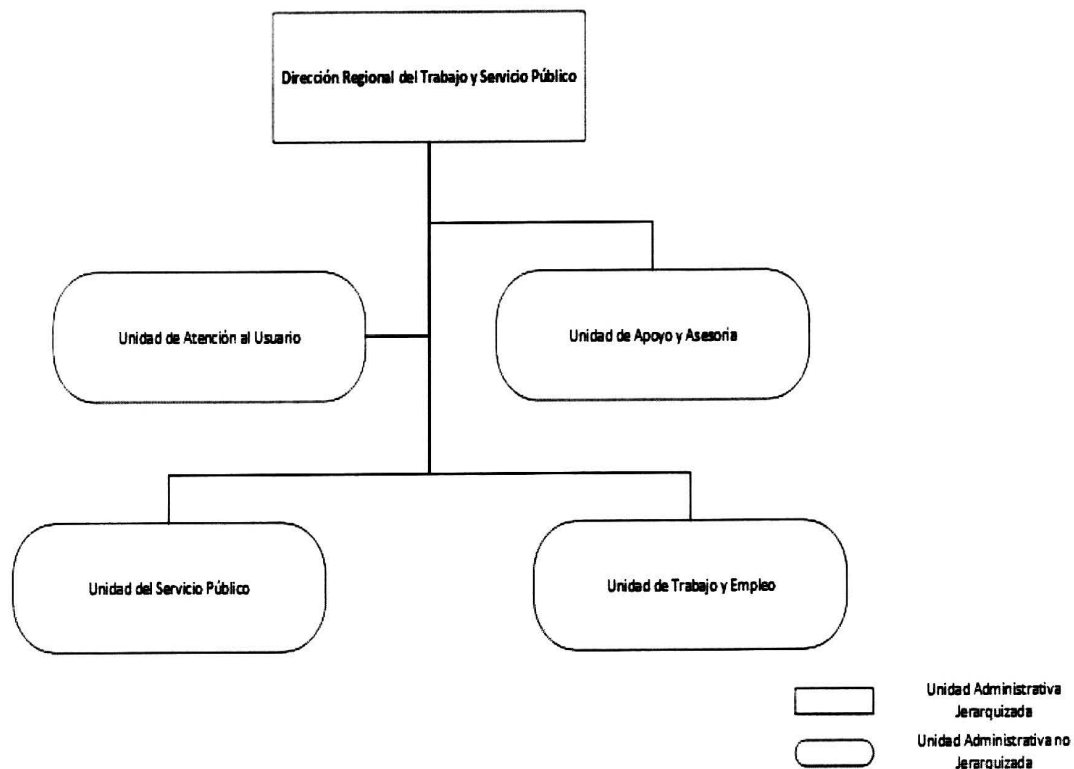 Dirección Regional del Trabajo y Servicio Público
Unidad de Atención al Usuario
Unidad de Apoyo y Asesoria
Unidad del Servicio Público
Unidad de Trabajo y Empleo
Unidad Administrativa
Jerarquizada
Unidad Administrativa no
Jerarquizada